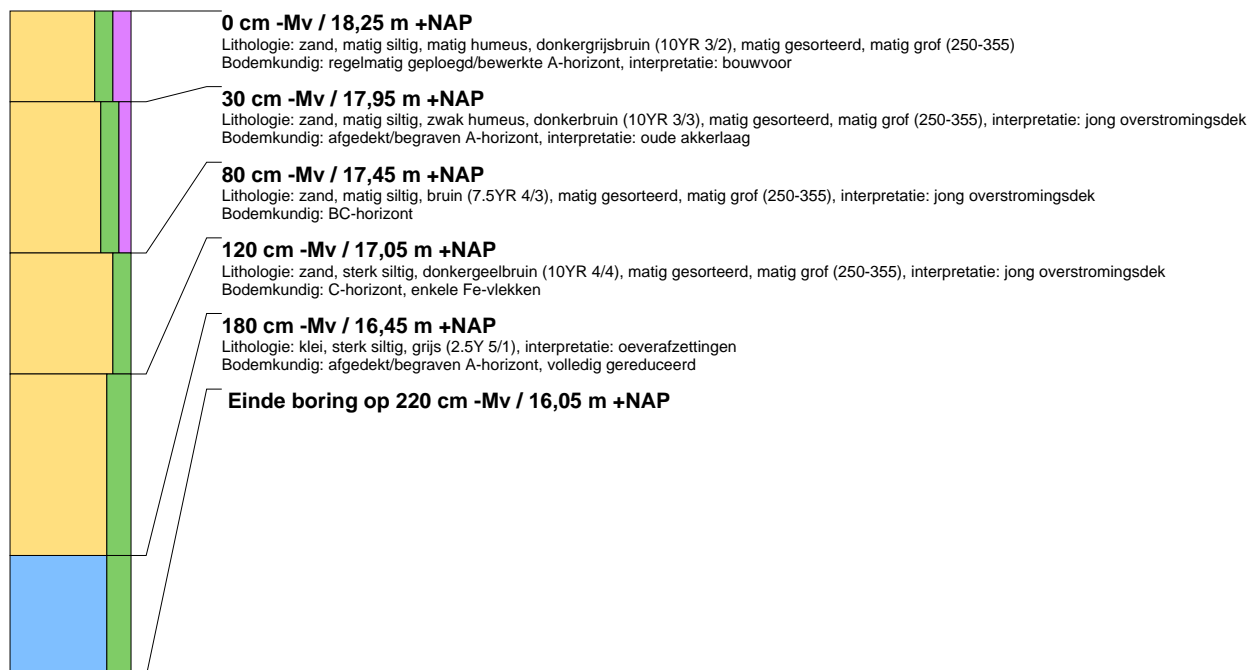 0 cm -Mv / 18,25 m +NAP
Lithologie: zand, matig siltig, matig humeus, donkergrijsbruin (10YR 3/2), matig gesorteerd, matig grof (250-355)
Bodemkundig: regelmatig geploegd/bewerkte A-horizont, interpretatie: bouwvoor
30 cm -Mv / 17,95 m +NAP
Lithologie: zand, matig siltig, zwak humeus, donkerbruin (10YR 3/3), matig gesorteerd, matig grof (250-355), interpretatie: jong overstromingsdek
Bodemkundig: afgedekt/begraven A-horizont, interpretatie: oude akkerlaag
80 cm -Mv / 17,45 m +NAP
Lithologie: zand, matig siltig, bruin (7.5YR 4/3), matig gesorteerd, matig grof (250-355), interpretatie: jong overstromingsdek
Bodemkundig: BC-horizont
120 cm -Mv / 17,05 m +NAP
Lithologie: zand, sterk siltig, donkergeelbruin (10YR 4/4), matig gesorteerd, matig grof (250-355), interpretatie: jong overstromingsdek
Bodemkundig: C-horizont, enkele Fe-vlekken
180 cm -Mv / 16,45 m +NAP
Lithologie: klei, sterk siltig, grijs (2.5Y 5/1), interpretatie: oeverafzettingen
Bodemkundig: afgedekt/begraven A-horizont, volledig gereduceerd
Einde boring op 220 cm -Mv / 16,05 m +NAP